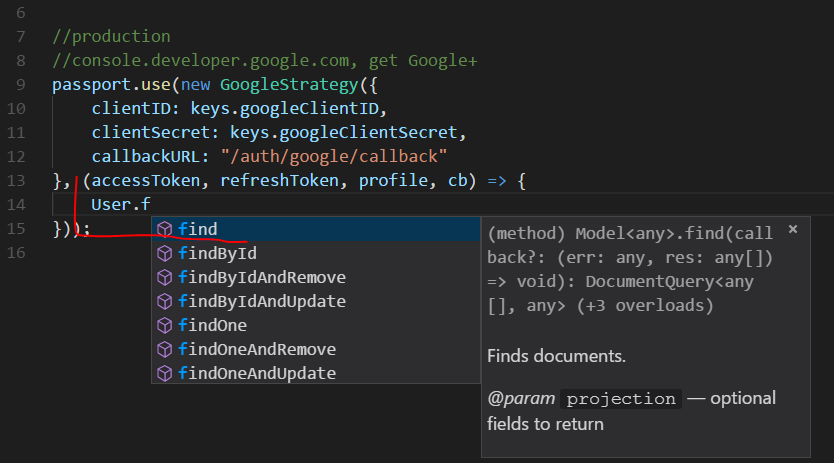 6
7 //production
8 //console.developer.google.com, get Google+
9 passport.use(new GoogleStrategy({
10 clientID: keys.googleClientID,
11 clientSecret: keys.googleClientSecret,
12 callbackURL: "/auth/google/callback"
13 }, (accessToken, refreshToken, profile, cb) => {
14 User.f
15 }));
16
find
findById
findByIdAndRemove
findByIdAndUpdate
findOne
findOneAndRemove
findOneAndUpdate
(method) Model<any>.find(call
back?: (err: any, res: any[])
=> void): DocumentQuery<any
[], any> (+3 overloads)
×
Finds documents.
@param projection — optional
fields to return